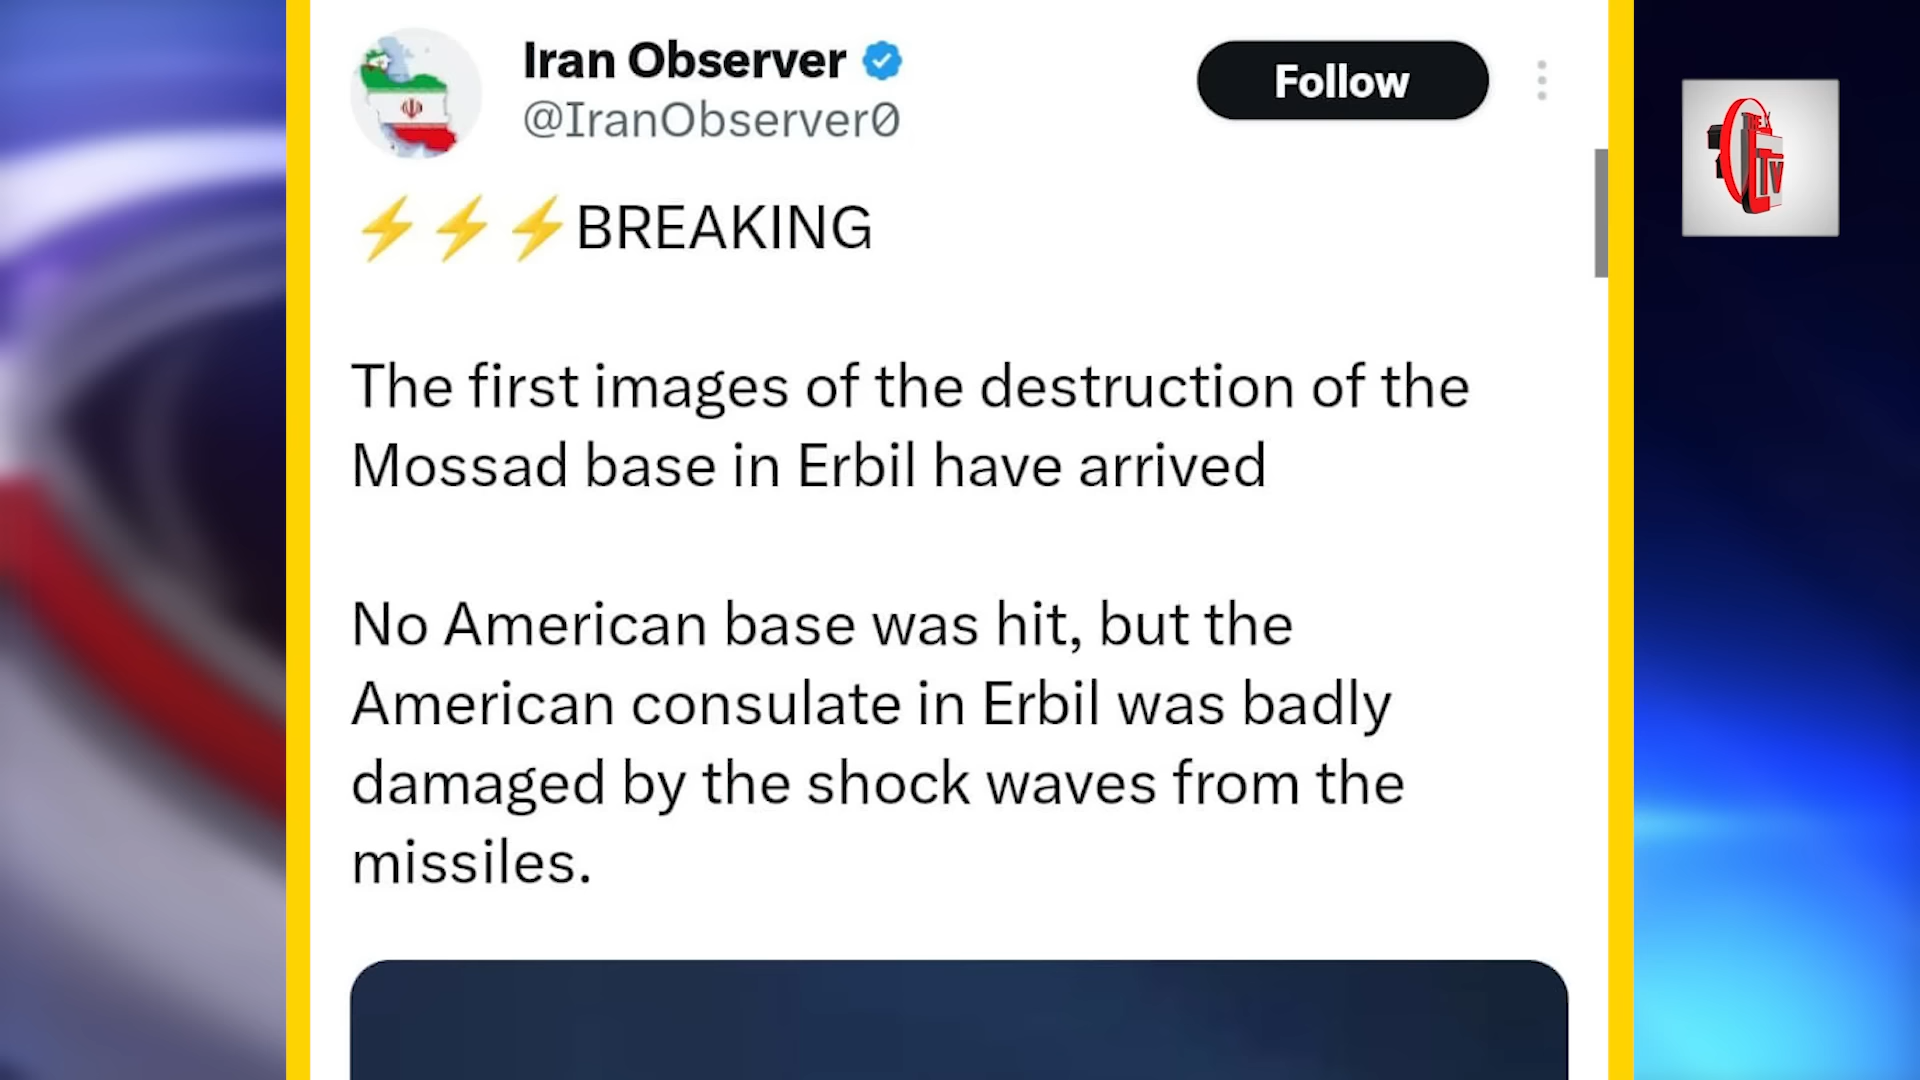 Iran Observer
@IranObserver0
Follow
⚡⚡⚡BREAKING
The first images of the destruction of the
Mossad base in Erbil have arrived
No American base was hit, but the
American consulate in Erbil was badly
damaged by the shock waves from the
missiles.
TV